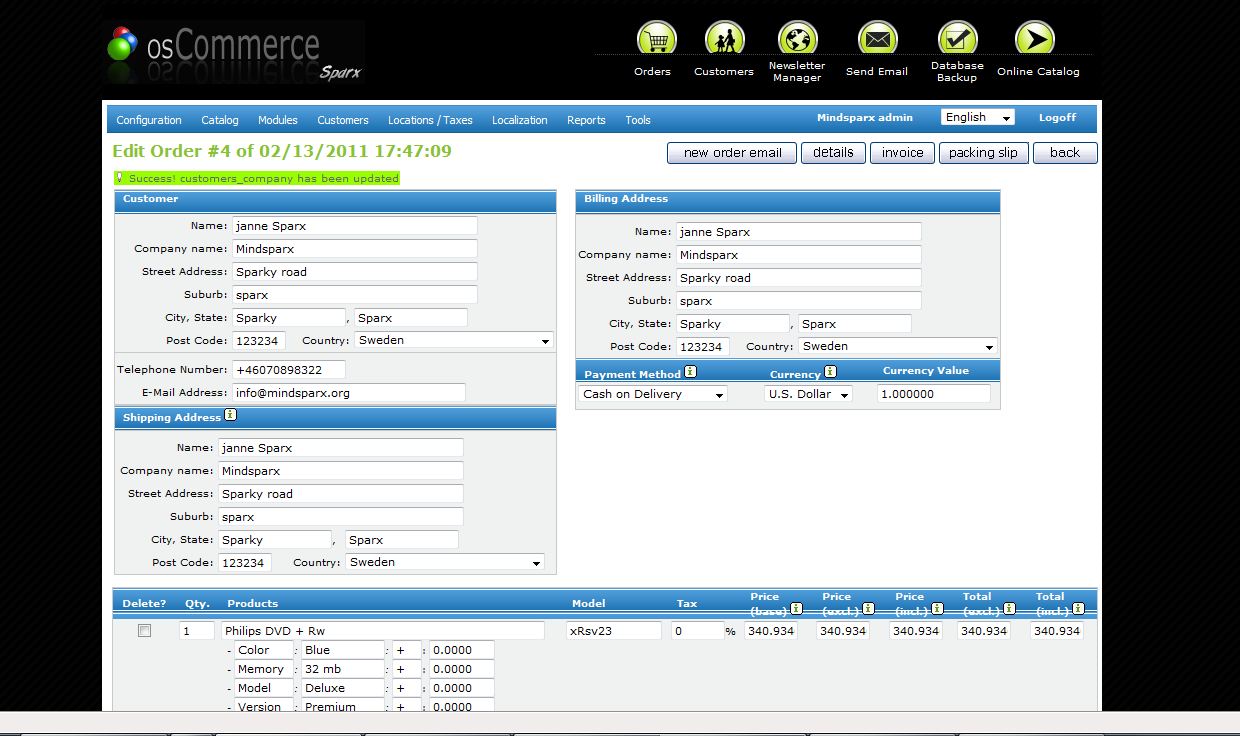 osCommerce
Sparx
Orders
Customers
Newsletter
Manager
Send Email
Database
Backup
Online Catalog
Configuration Catalog Modules Customers Locations / Taxes Localization Reports Tools Mindsparx admin English Logoff
Edit Order #4 of 02/13/2011 17:47:09
new order email details invoice packing slip back
Success! customers_company has been updated
Customer
Name: janne Sparx
Company name: Mindsparx
Street Address: Sparky road
Suburb: sparx
City, State: Sparky , Sparx
Post Code: 123234 Country: Sweden
Telephone Number: +46070898322
E-Mail Address: info@mindsparx.org
Billing Address
Name: janne Sparx
Company name: Mindsparx
Street Address: Sparky road
Suburb: sparx
City, State: Sparky , Sparx
Post Code: 123234 Country: Sweden
Payment Method i Currency i Currency Value
Cash on Delivery U.S. Dollar 1.000000
Shipping Address i
Name: janne Sparx
Company name: Mindsparx
Street Address: Sparky road
Suburb: sparx
City, State: Sparky , Sparx
Post Code: 123234 Country: Sweden
Delete? Qty. Products Model Tax Price (base) i Price (excl.) i Price (incl.) i Total (excl.) i Total (incl.) i
1 Philips DVD + Rw xRsv23 0 % 340.934 340.934 340.934 340.934 340.934
- Color : Blue : + : 0.0000
- Memory : 32 mb : + : 0.0000
- Model : Deluxe : + : 0.0000
- Version : Premium : + : 0.0000